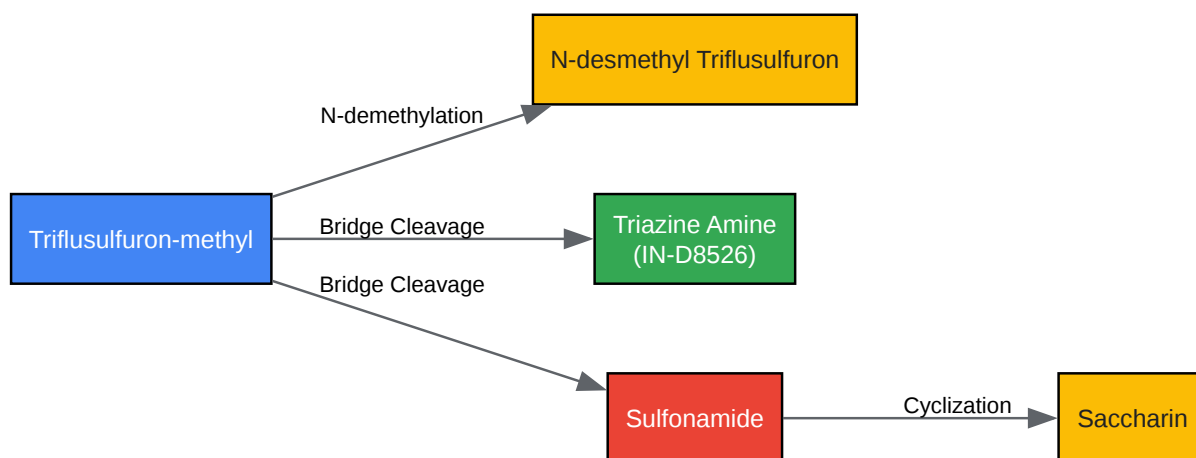 N-desmethyl Triflusulfuron
N-demethylation
Triflusulfuron-methyl
Bridge Cleavage
Triazine Amine
(IN-D8526)
Bridge Cleavage
Sulfonamide
Cyclization
Saccharin